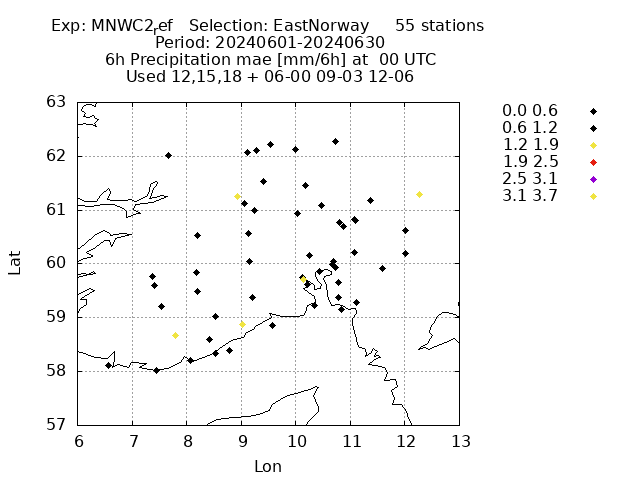 Exp: MNWC2ref   Selection: EastNorway     55 stations
Period: 20240601-20240630
6h Precipitation mae [mm/6h] at  00 UTC
Used 12,15,18 + 06-00 09-03 12-06
63
62
61
60
59
58
57
6 7 8 9 10 11 12 13
Lat
Lon
0.0 0.6
0.6 1.2
1.2 1.9
1.9 2.5
2.5 3.1
3.1 3.7